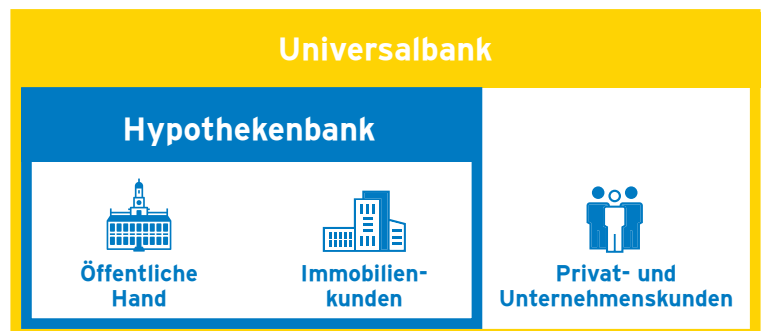 Universalbank
Hypothekenbank
Öffentliche
Hand
Immobilien-
kunden
Privat- und
Unternehmenskunden